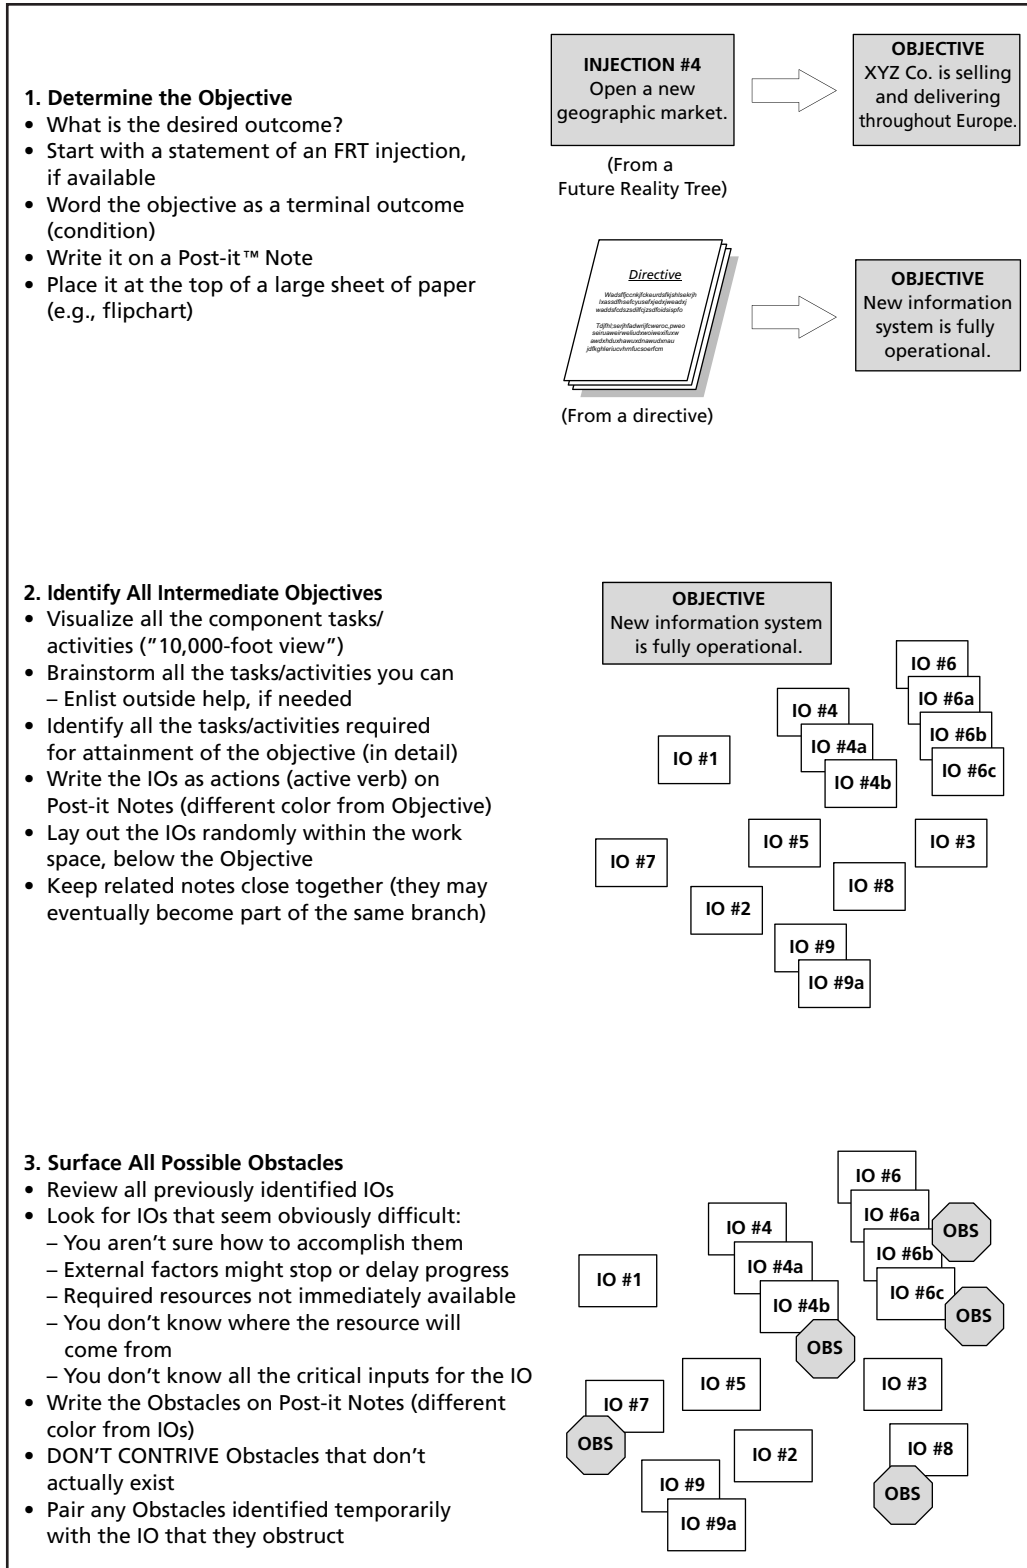 1. Determine the Objective
• What is the desired outcome?
• Start with a statement of an FRT injection,
if available
• Word the objective as a terminal outcome
(condition)
• Write it on a Post-it™ Note
• Place it at the top of a large sheet of paper
(e.g., flipchart)
INJECTION #4
Open a new
geographic market.
(From a
Future Reality Tree)
OBJECTIVE
XYZ Co. is selling
and delivering
throughout Europe.
Directive
(From a directive)
OBJECTIVE
New information
system is fully
operational.
2. Identify All Intermediate Objectives
• Visualize all the component tasks/
activities (”10,000-foot view”)
• Brainstorm all the tasks/activities you can
– Enlist outside help, if needed
• Identify all the tasks/activities required
for attainment of the objective (in detail)
• Write the IOs as actions (active verb) on
Post-it Notes (different color from Objective)
• Lay out the IOs randomly within the work
space, below the Objective
• Keep related notes close together (they may
eventually become part of the same branch)
OBJECTIVE
New information system
is fully operational.
IO #6
IO #6a
IO #6b
IO #6c
IO #4
IO #4a
IO #4b
IO #1
IO #5
IO #3
IO #7
IO #8
IO #2
IO #9
IO #9a
3. Surface All Possible Obstacles
• Review all previously identified IOs
• Look for IOs that seem obviously difficult:
– You aren’t sure how to accomplish them
– External factors might stop or delay progress
– Required resources not immediately available
– You don’t know where the resource will
come from
– You don’t know all the critical inputs for the IO
• Write the Obstacles on Post-it Notes (different
color from IOs)
• DON’T CONTRIVE Obstacles that don’t
actually exist
• Pair any Obstacles identified temporarily
with the IO that they obstruct
IO #6
IO #6a
OBS
IO #6b
IO #6c
OBS
IO #4
IO #4a
IO #4b
OBS
IO #1
IO #5
IO #3
IO #7
OBS
IO #2
IO #8
OBS
IO #9
IO #9a